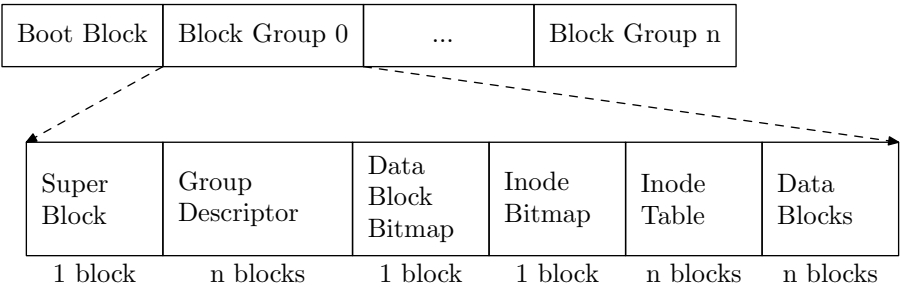 Boot Block Block Group 0 ... Block Group n
Super Block
Group Descriptor
Data Block Bitmap
Inode Bitmap
Inode Table
Data Blocks
1 block n blocks 1 block 1 block n blocks n blocks